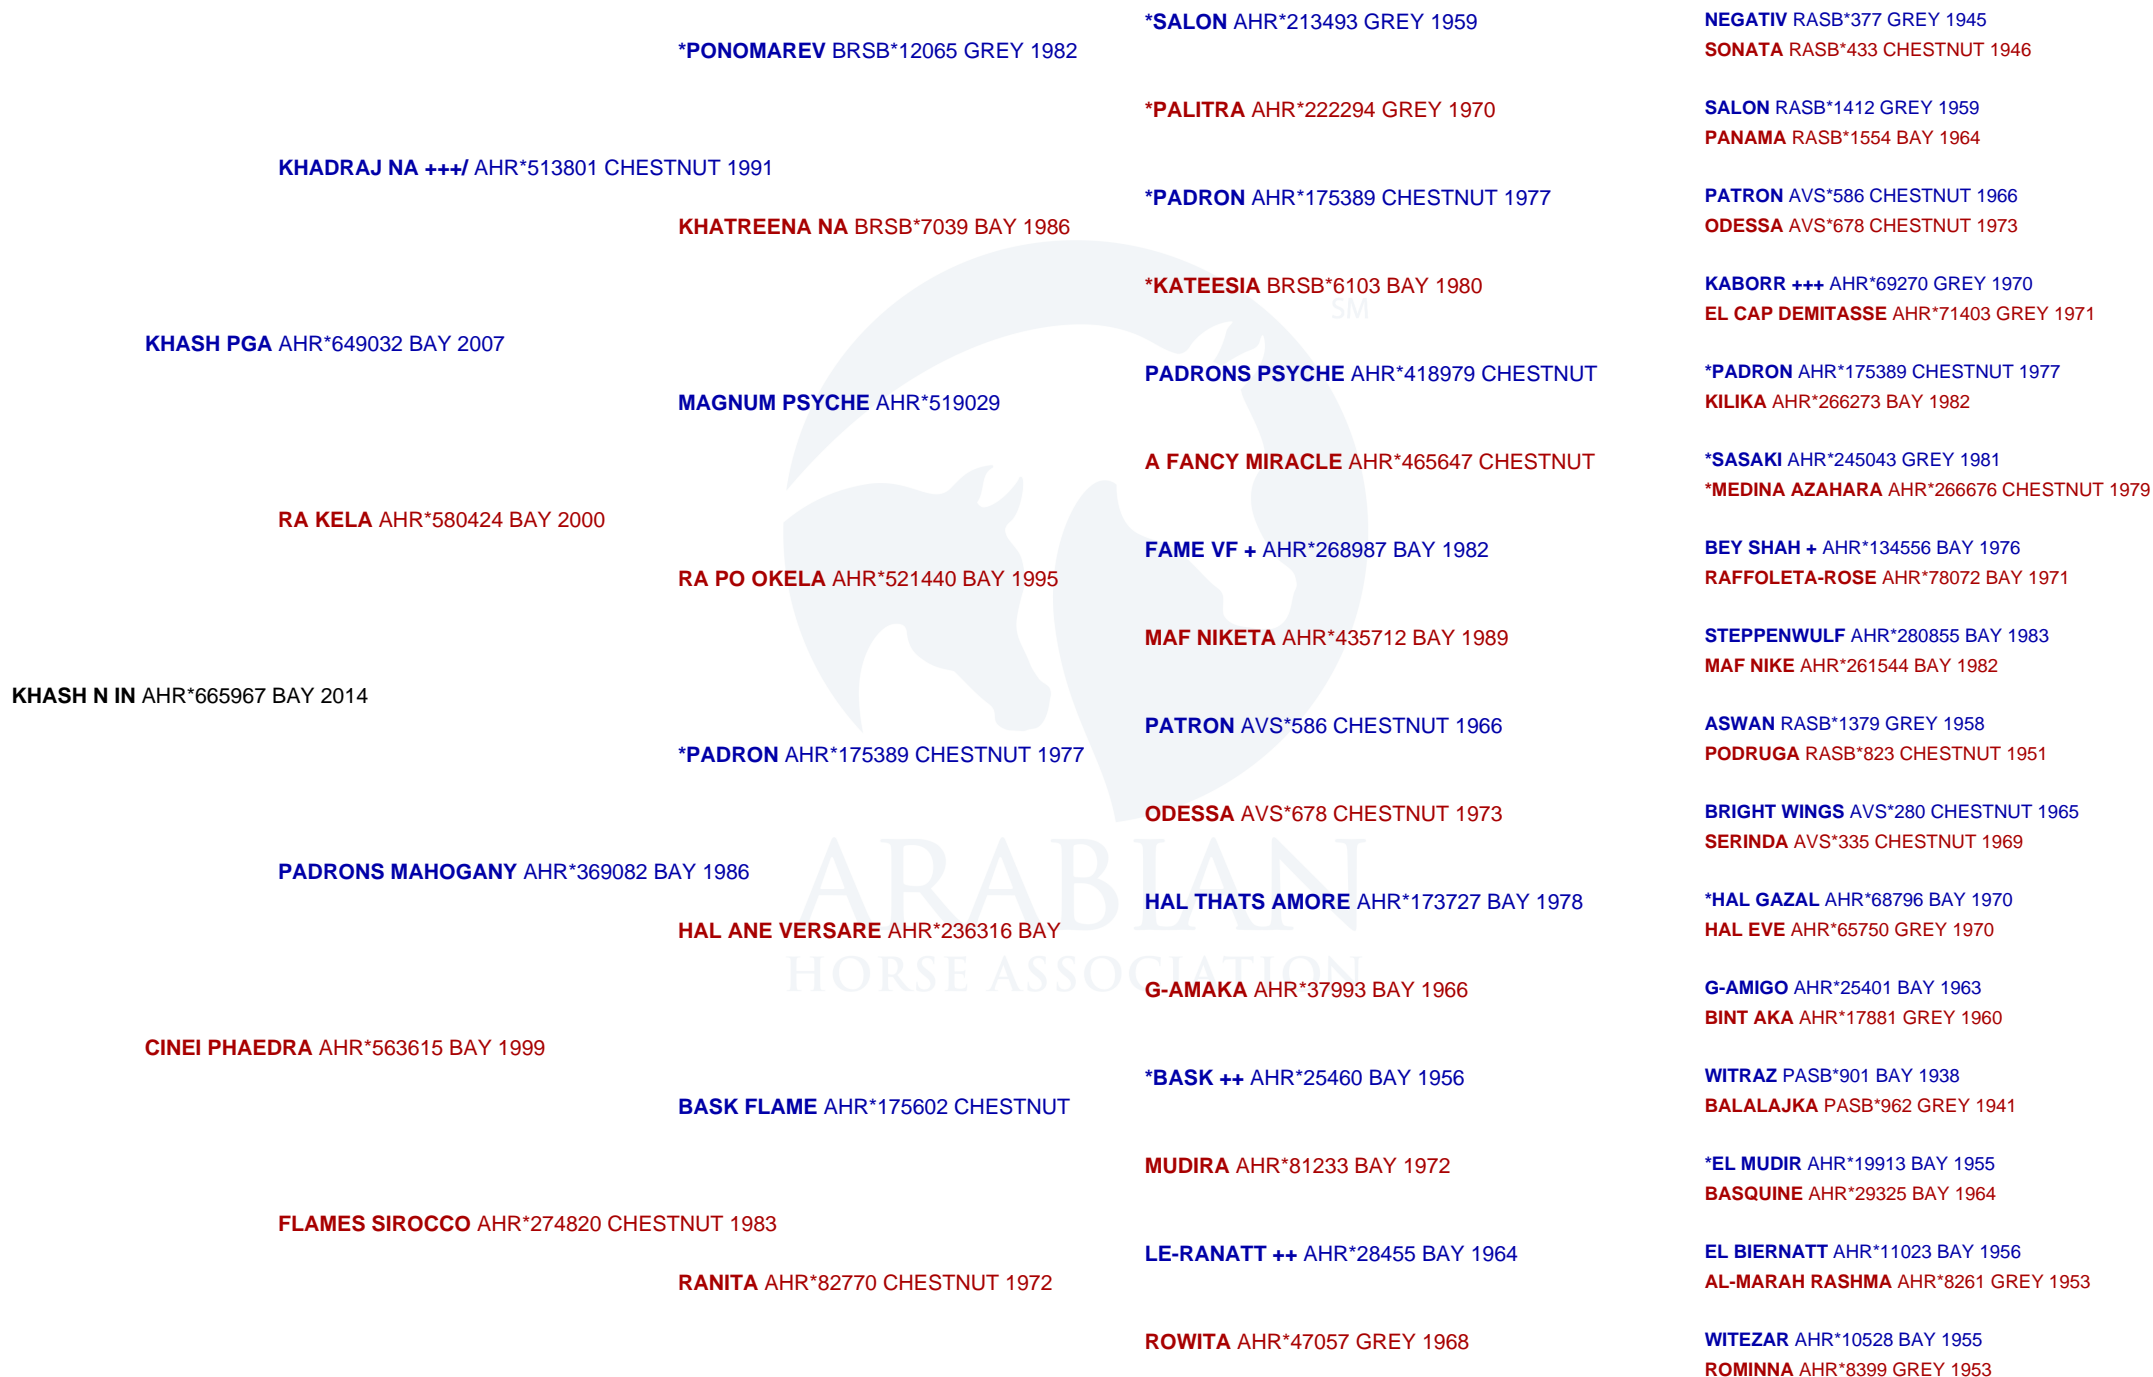 *SALON AHR*213493 GREY 1959
NEGATIV RASB*377 GREY 1945
*PONOMAREV BRSB*12065 GREY 1982
SONATA RASB*433 CHESTNUT 1946
*PALITRA AHR*222294 GREY 1970
SALON RASB*1412 GREY 1959
PANAMA RASB*1554 BAY 1964
KHADRAJ NA +++/ AHR*513801 CHESTNUT 1991
*PADRON AHR*175389 CHESTNUT 1977
PATRON AVS*586 CHESTNUT 1966
KHATREENA NA BRSB*7039 BAY 1986
ODESSA AVS*678 CHESTNUT 1973
*KATEESIA BRSB*6103 BAY 1980
KABORR +++ AHR*69270 GREY 1970
SM
EL CAP DEMITASSE AHR*71403 GREY 1971
KHASH PGA AHR*649032 BAY 2007
PADRONS PSYCHE AHR*418979 CHESTNUT
*PADRON AHR*175389 CHESTNUT 1977
MAGNUM PSYCHE AHR*519029
KILIKA AHR*266273 BAY 1982
A FANCY MIRACLE AHR*465647 CHESTNUT
*SASAKI AHR*245043 GREY 1981
*MEDINA AZAHARA AHR*266676 CHESTNUT 1979
RA KELA AHR*580424 BAY 2000
FAME VF + AHR*268987 BAY 1982
BEY SHAH + AHR*134556 BAY 1976
RA PO OKELA AHR*521440 BAY 1995
RAFFOLETA-ROSE AHR*78072 BAY 1971
MAF NIKETA AHR*435712 BAY 1989
STEPPENWULF AHR*280855 BAY 1983
MAF NIKE AHR*261544 BAY 1982
KHASH N IN AHR*665967 BAY 2014
PATRON AVS*586 CHESTNUT 1966
ASWAN RASB*1379 GREY 1958
*PADRON AHR*175389 CHESTNUT 1977
PODRUGA RASB*823 CHESTNUT 1951
ODESSA AVS*678 CHESTNUT 1973
BRIGHT WINGS AVS*280 CHESTNUT 1965
SERINDA AVS*335 CHESTNUT 1969
PADRONS MAHOGANY AHR*369082 BAY 1986
ARABIAN
HAL THATS AMORE AHR*173727 BAY 1978
*HAL GAZAL AHR*68796 BAY 1970
HAL ANE VERSARE AHR*236316 BAY
HAL EVE AHR*65750 GREY 1970
HORSE ASSOCIATION
G-AMAKA AHR*37993 BAY 1966
G-AMIGO AHR*25401 BAY 1963
BINT AKA AHR*17881 GREY 1960
CINEI PHAEDRA AHR*563615 BAY 1999
*BASK ++ AHR*25460 BAY 1956
WITRAZ PASB*901 BAY 1938
BASK FLAME AHR*175602 CHESTNUT
BALALAJKA PASB*962 GREY 1941
MUDIRA AHR*81233 BAY 1972
*EL MUDIR AHR*19913 BAY 1955
BASQUINE AHR*29325 BAY 1964
FLAMES SIROCCO AHR*274820 CHESTNUT 1983
LE-RANATT ++ AHR*28455 BAY 1964
EL BIERNATT AHR*11023 BAY 1956
RANITA AHR*82770 CHESTNUT 1972
AL-MARAH RASHMA AHR*8261 GREY 1953
ROWITA AHR*47057 GREY 1968
WITEZAR AHR*10528 BAY 1955
ROMINNA AHR*8399 GREY 1953